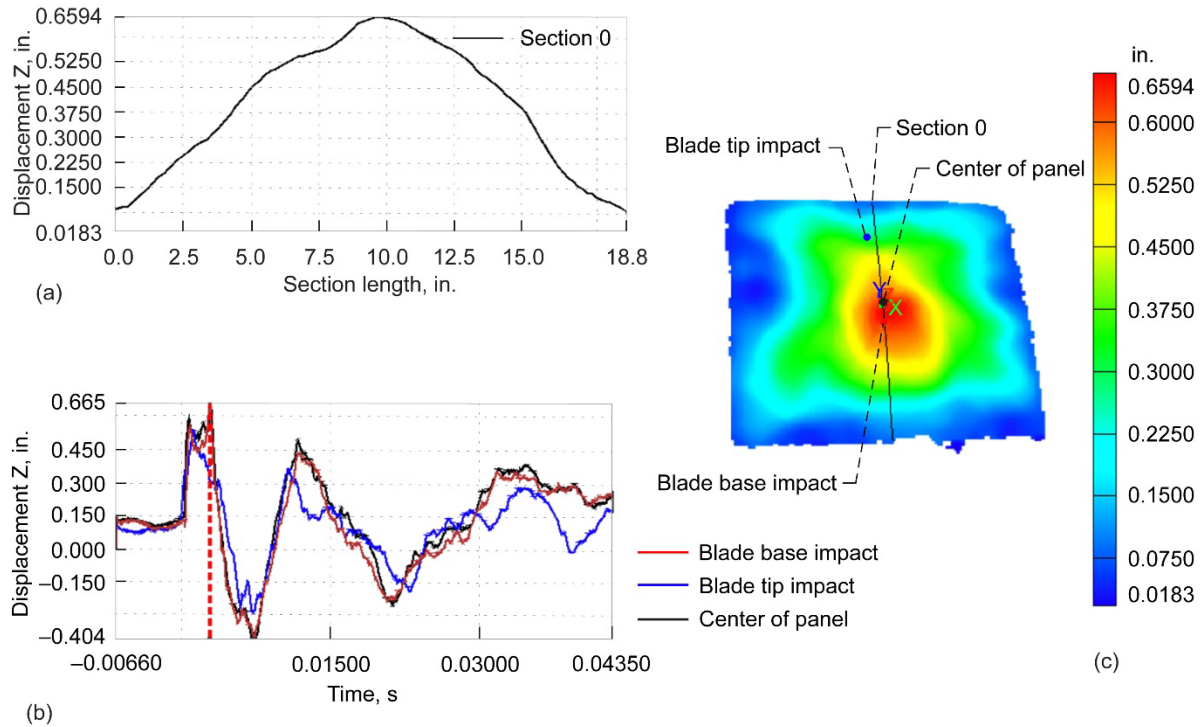 0.6594
0.5250
0.4500
0.3750
0.3000
0.2250
0.1500
0.0183
Displacement Z, in.
Section 0
0.0 2.5 5.0 7.5 10.0 12.5 15.0 18.8
Section length, in.
(a)
0.665
0.450
0.300
0.150
0.000
−0.150
−0.404
Displacement Z, in.
−0.00660 0.01500 0.03000 0.04350
Time, s
(b)
Blade base impact
Blade tip impact
Center of panel
Section 0
Blade tip impact
Center of panel
Y
Z
X
Blade base impact
in.
0.6594
0.6000
0.5250
0.4500
0.3750
0.3000
0.2250
0.1500
0.0750
0.0183
(c)